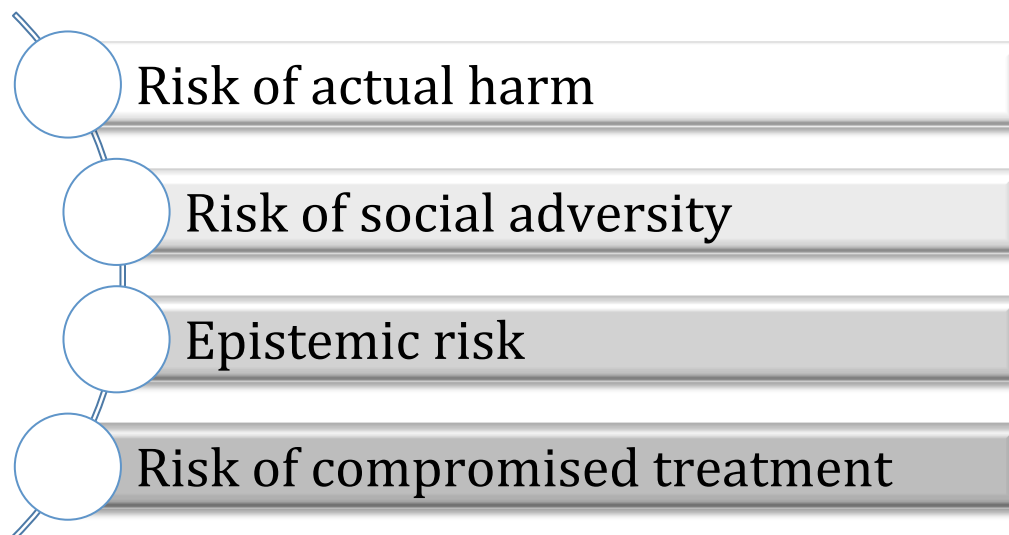 Risk of actual harm
Risk of social adversity
Epistemic risk
Risk of compromised treatment